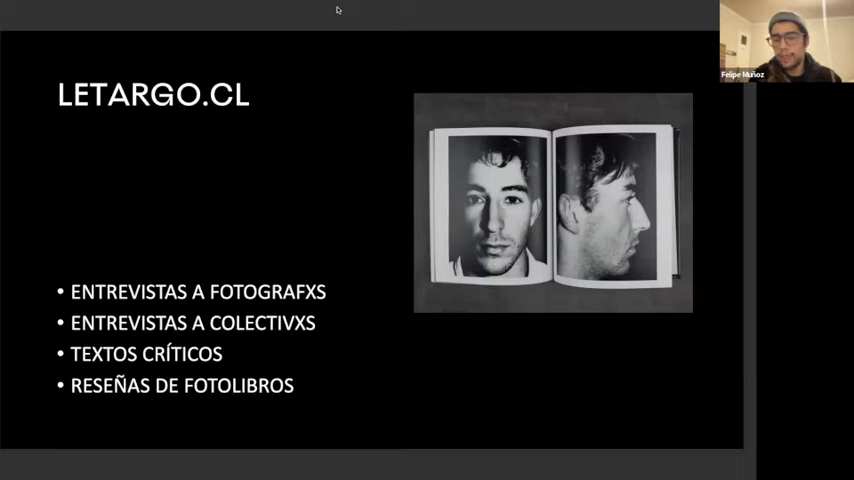 Felipe Muñoz
LETARGO.CL
• ENTREVISTAS A FOTOGRAFXS
• ENTREVISTAS A COLECTIVXS
• TEXTOS CRÍTICOS
• RESEÑAS DE FOTOLIBROS